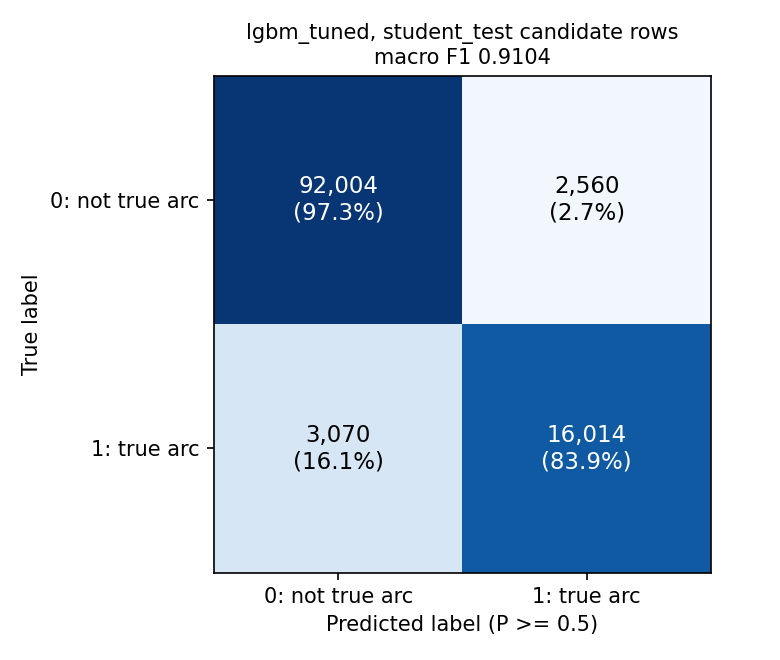 lgbm_tuned, student_test candidate rows
macro F1 0.9104
True label
0: not true arc
92,004
(97.3%)
2,560
(2.7%)
1: true arc
3,070
(16.1%)
16,014
(83.9%)
0: not true arc
1: true arc
Predicted label (P >= 0.5)